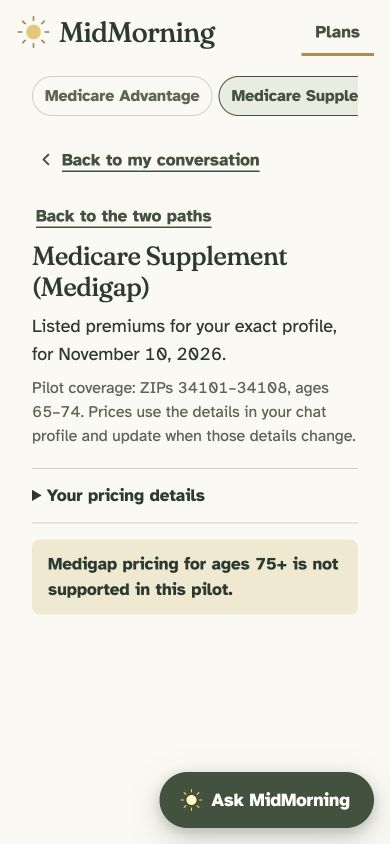 MidMorning
Plans
Medicare Advantage
Medicare Supple
Back to my conversation
Back to the two paths
Medicare Supplement
(Medigap)
Listed premiums for your exact profile,
for November 10, 2026.
Pilot coverage: ZIPs 34101–34108, ages
65–74. Prices use the details in your chat
profile and update when those details change.
Your pricing details
Medigap pricing for ages 75+ is not
supported in this pilot.
Ask MidMorning